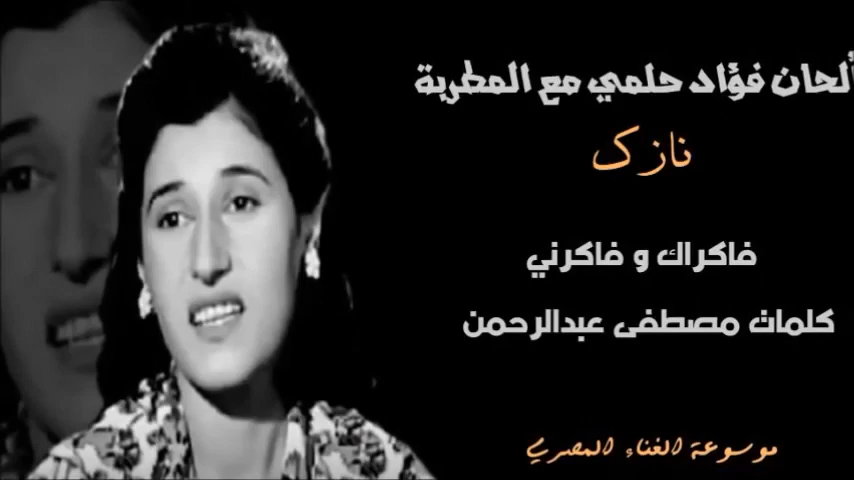 ألحان فؤاد حلمي مع المطربة
نازك
فاكراك و فاكرني
كلمات مصطفى عبدالرحمن
موسوعة الغناء المصري